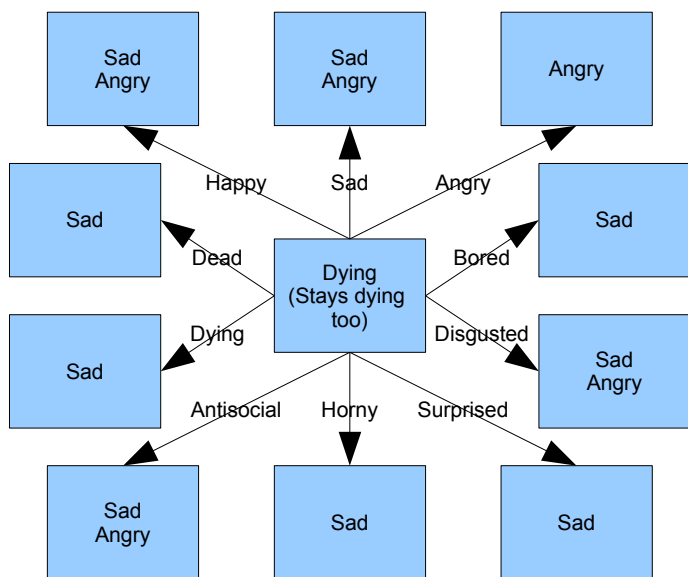 Sad
Angry
Sad
Angry
Angry
Happy
Sad
Angry
Sad
Sad
Dead
Bored
Dying
(Stays dying
too)
Sad
Dying
Disgusted
Sad
Angry
Antisocial
Horny
Surprised
Sad
Angry
Sad
Sad